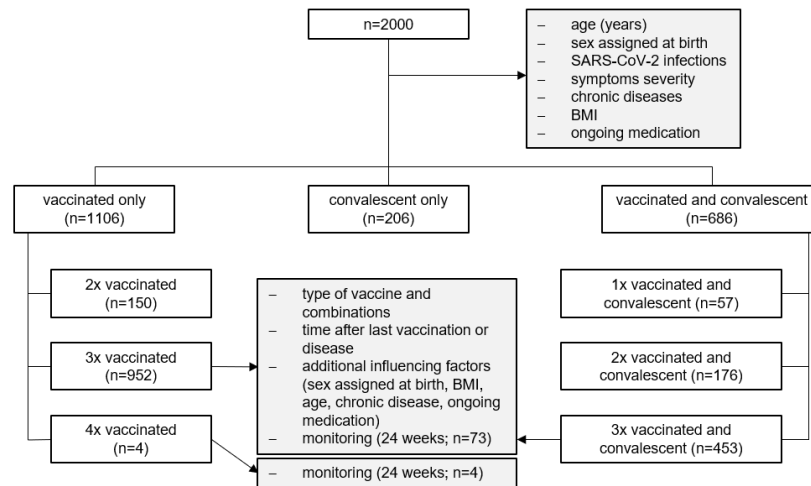 n=2000
– age (years)
– sex assigned at birth
– SARS-CoV-2 infections
– symptoms severity
– chronic diseases
– BMI
– ongoing medication
vaccinated only
(n=1106)
convalescent only
(n=206)
vaccinated and convalescent
(n=686)
2x vaccinated
(n=150)
3x vaccinated
(n=952)
4x vaccinated
(n=4)
– type of vaccine and
combinations
– time after last vaccination or
disease
– additional influencing factors
(sex assigned at birth, BMI,
age, chronic disease, ongoing
medication)
– monitoring (24 weeks; n=73)
– monitoring (24 weeks; n=4)
1x vaccinated and
convalescent (n=57)
2x vaccinated and
convalescent (n=176)
3x vaccinated and
convalescent (n=453)